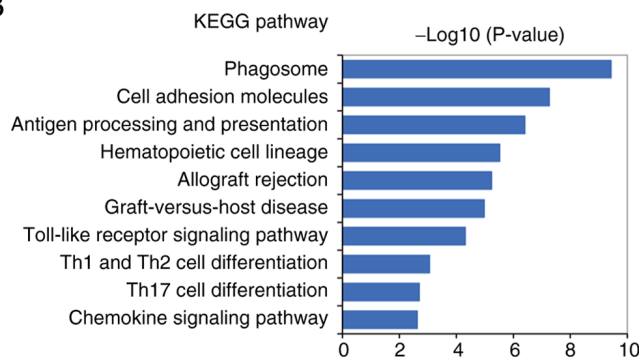 KEGG pathway
–Log10 (P-value)
Phagosome
Cell adhesion molecules
Antigen processing and presentation
Hematopoietic cell lineage
Allograft rejection
Graft-versus-host disease
Toll-like receptor signaling pathway
Th1 and Th2 cell differentiation
Th17 cell differentiation
Chemokine signaling pathway
0 2 4 6 8 10